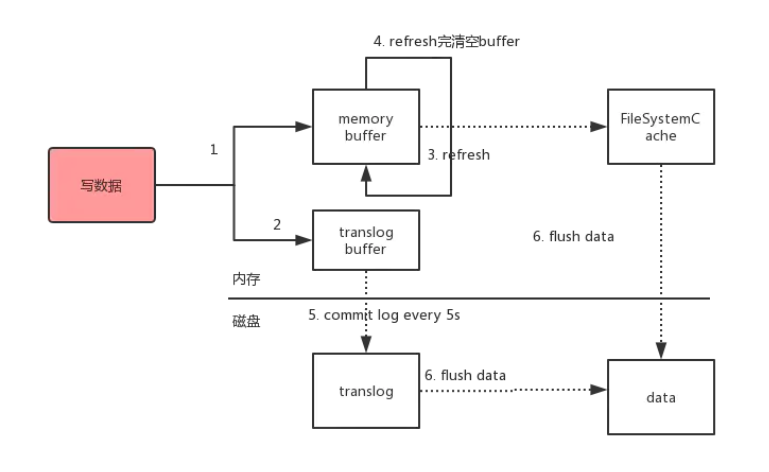 4. refresh完清空buffer
memory
buffer
FileSystemC
ache
1
3. refresh
写数据
2
translog
buffer
6. flush data
内存
磁盘
5. commit log every 5s
6. flush data
translog
data